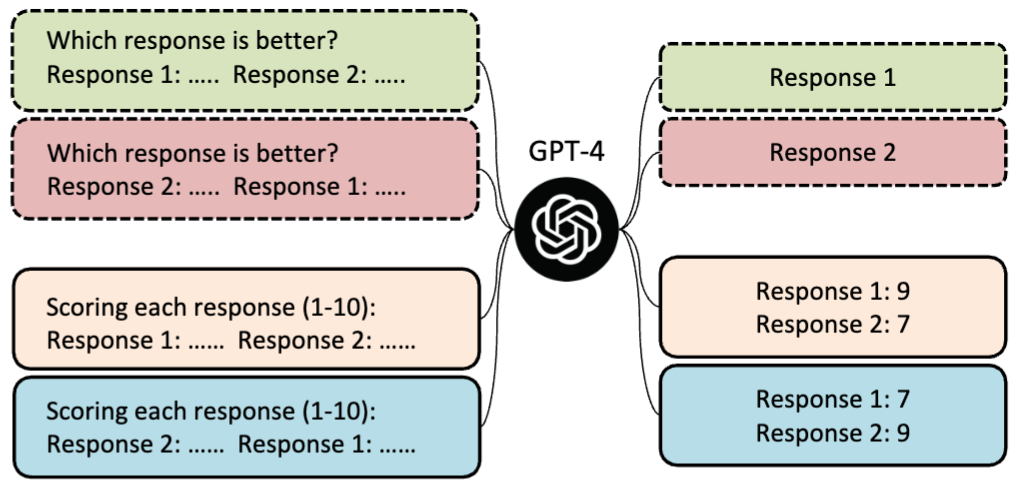 Which response is better?
Response 1: ..... Response 2: .....
Which response is better?
Response 2: ..... Response 1: .....
Scoring each response (1-10):
Response 1: ...... Response 2: ......
Scoring each response (1-10):
Response 2: ...... Response 1: ......
GPT-4
Response 1
Response 2
Response 1: 9
Response 2: 7
Response 1: 7
Response 2: 9